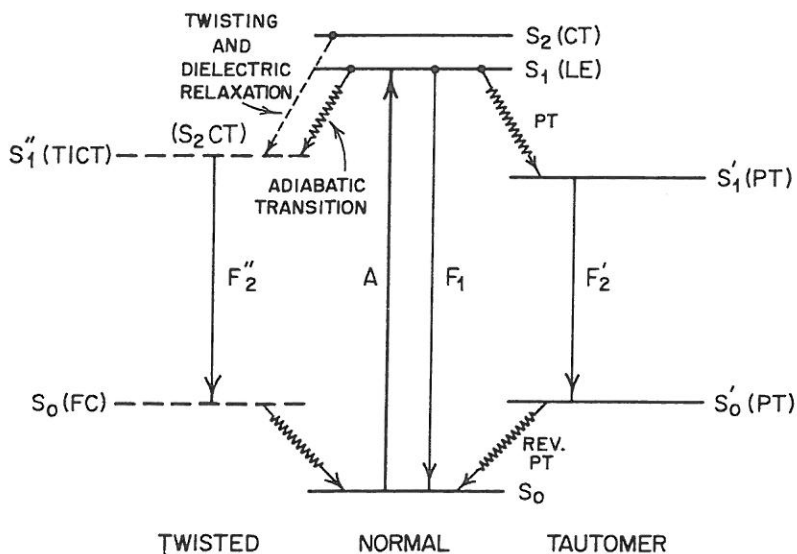 TWISTING
AND
DIELECTRIC
RELAXATION
S₂ (CT)
S₁ (LE)
PT
(S₂ CT)
S₁'' (TICT)
ADIABATIC
TRANSITION
S₁' (PT)
F₂''
A
F₁
F₂'
S₀ (FC)
S₀' (PT)
REV.
PT
S₀
TWISTED
NORMAL
TAUTOMER